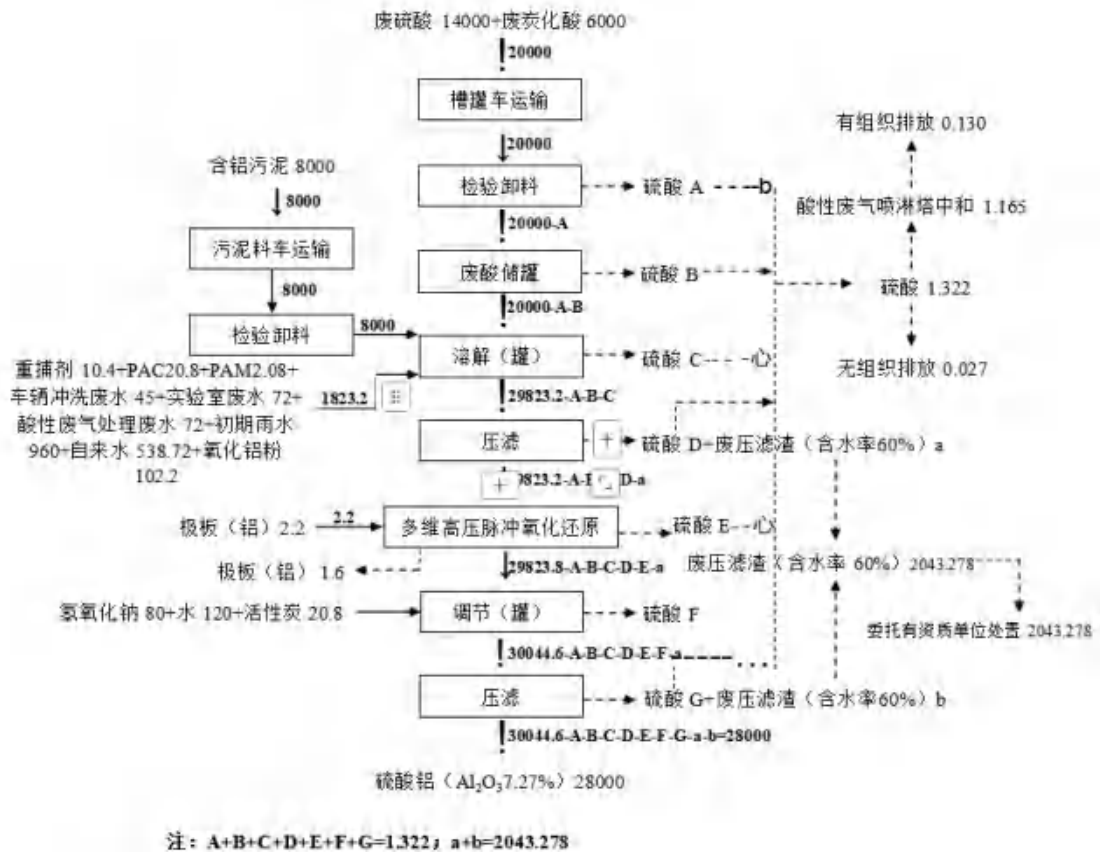 废硫酸 14000+废炭化酸 6000
20000
槽罐车运输
20000
有组织排放 0.130
含铝污泥 8000
8000
检验卸料
硫酸 A
b
酸性废气喷淋塔中和 1.165
20000-A
污泥料车运输
废酸储罐
硫酸 B
硫酸 1.322
8000
20000-A-B
检验卸料
8000
溶解（罐）
硫酸 C
心
无组织排放 0.027
重捕剂 10.4+PAC20.8+PAM2.08+
车辆冲洗废水 45+实验室废水 72+
酸性废气处理废水 72+初期雨水
960+自来水 538.72+氧化铝粉
102.2
1823.2
29823.2-A-B-C
压滤
硫酸 D+废压滤渣（含水率60%）a
9823.2-A-B
D-a
极板（铝）2.2
2.2
多维高压脉冲氧化还原
硫酸 E
心
废压滤渣（含水率 60%）2043.278
极板（铝）1.6
29823.8-A-B-C-D-E-a
氢氧化钠 80+水 120+活性炭 20.8
调节（罐）
硫酸 F
委托有资质单位处置 2043.278
30044.6-A-B-C-D-E-F-a
压滤
硫酸 G+废压滤渣（含水率60%）b
30044.6-A-B-C-D-E-F-G-a-b=28000
硫酸铝（Al₂O₃7.27%）28000
注：A+B+C+D+E+F+G=1.322；a+b=2043.278